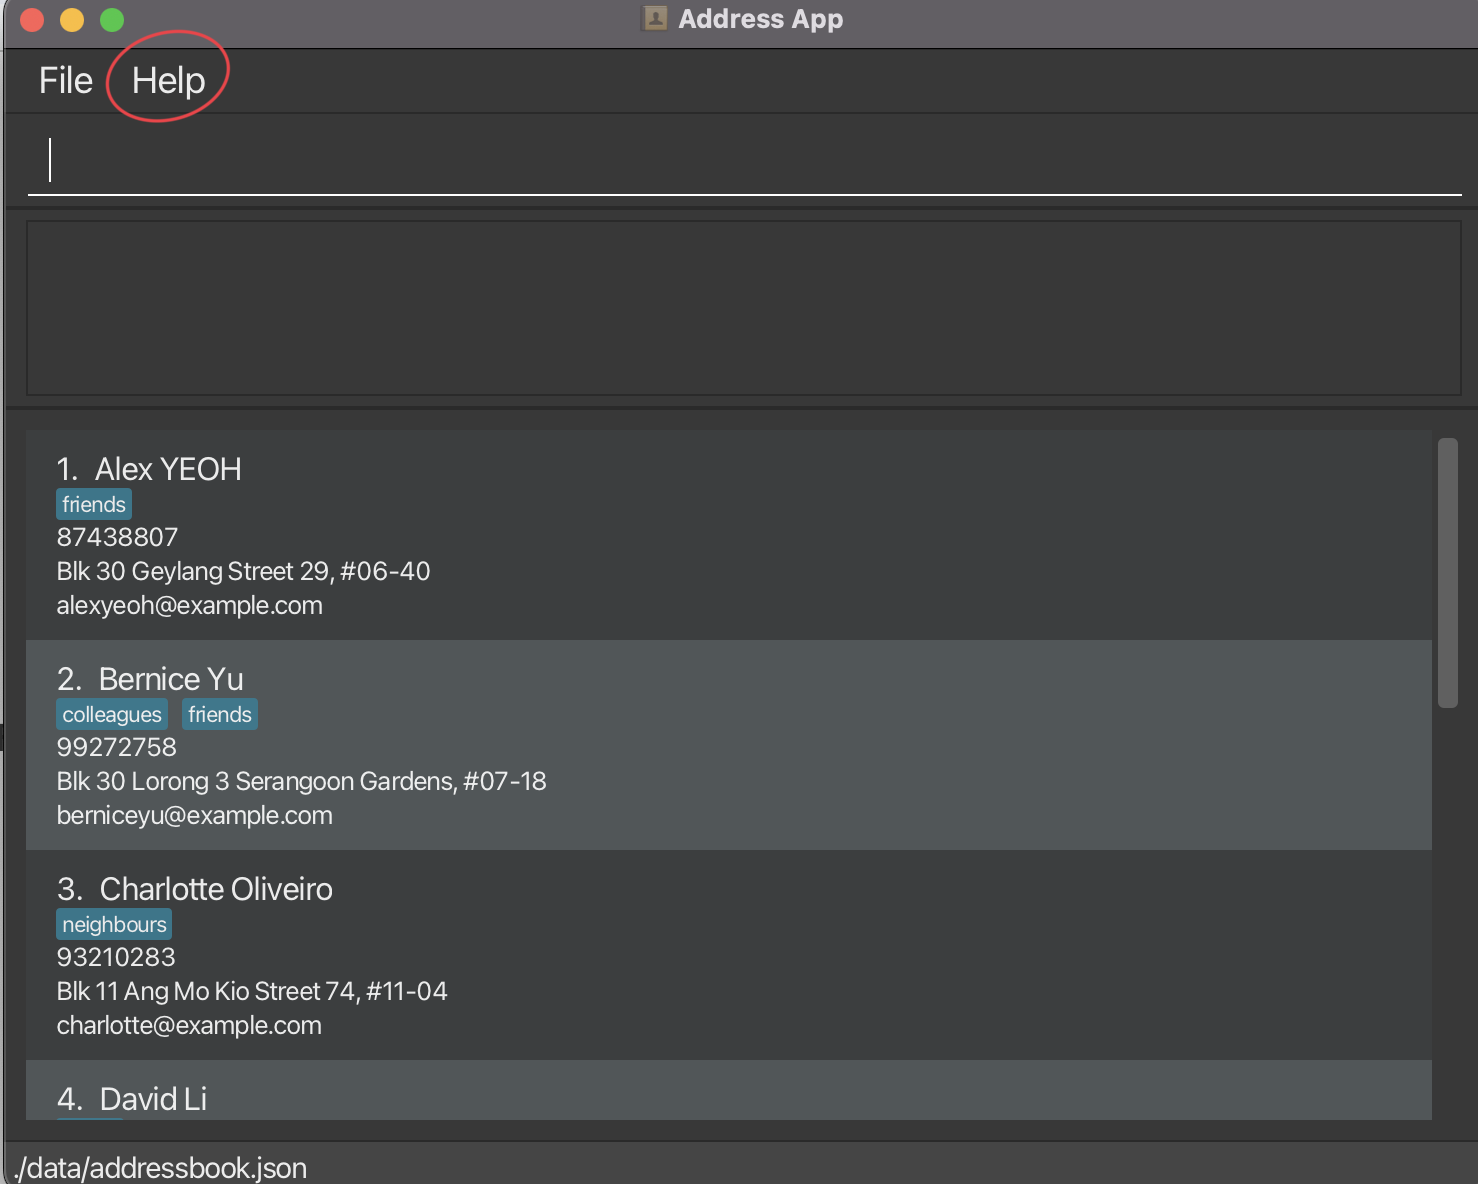 Address App
File Help
1. Alex YEOH
friends
87438807
Blk 30 Geylang Street 29, #06-40
alexyeoh@example.com
2. Bernice Yu
colleagues friends
99272758
Blk 30 Lorong 3 Serangoon Gardens, #07-18
berniceyu@example.com
3. Charlotte Oliveiro
neighbours
93210283
Blk 11 Ang Mo Kio Street 74, #11-04
charlotte@example.com
4. David Li
./data/addressbook.json